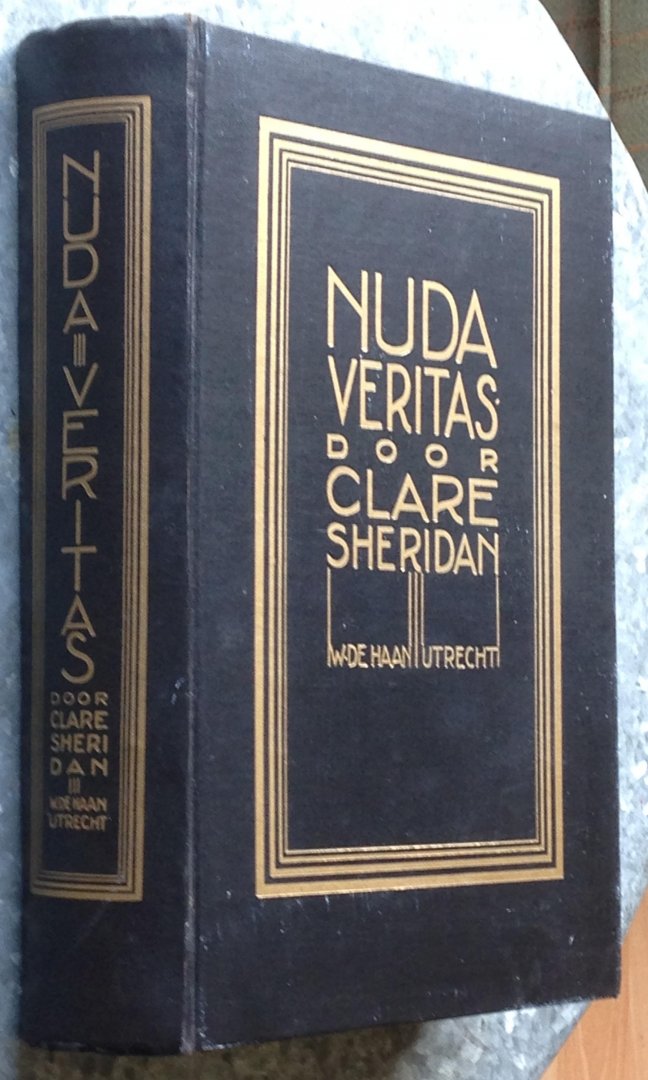 NUDA VERITAS
DOOR
CLARE
SHERI
DAN
W. DE HAAN
UTRECHT
NUDA
VERITAS.
DOOR
CLARE
SHERIDAN
W. DE HAAN UTRECHT